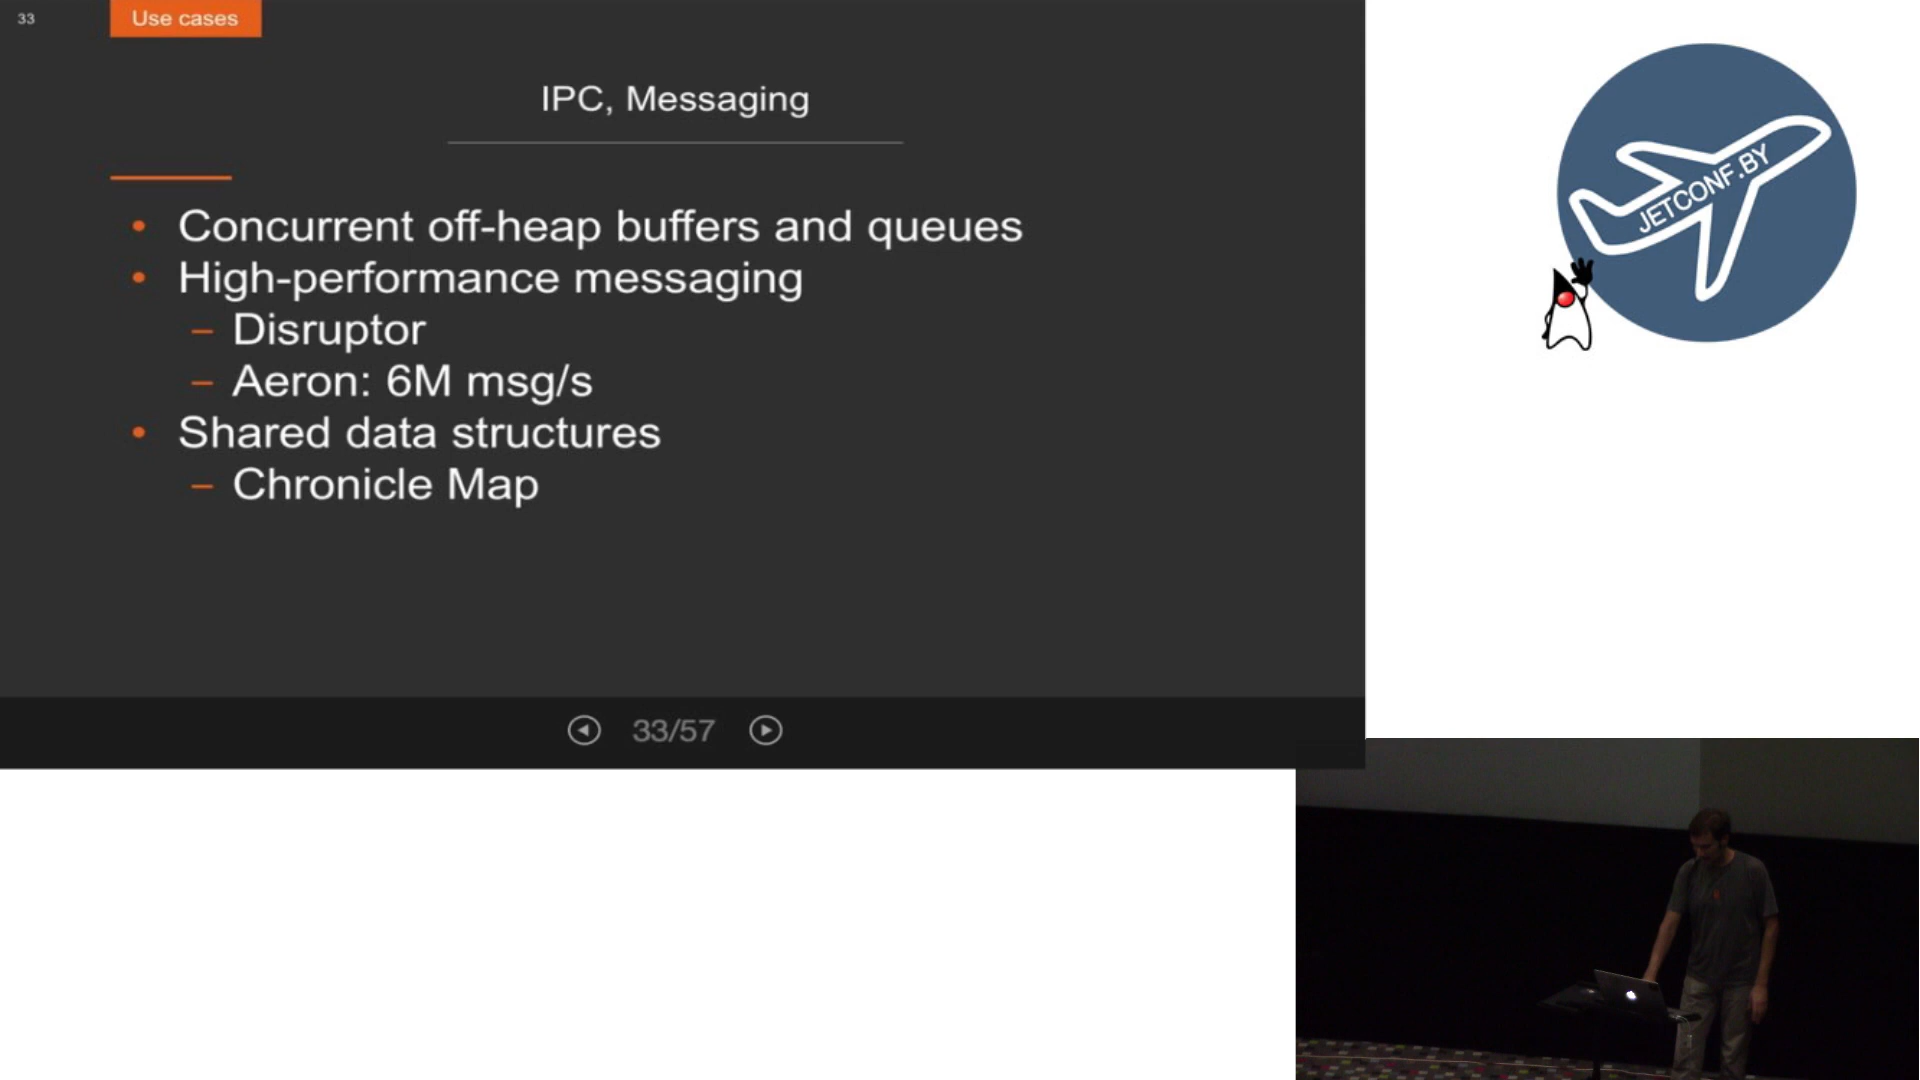 33
Use cases
IPC, Messaging
• Concurrent off-heap buffers and queues
• High-performance messaging
– Disruptor
– Aeron: 6M msg/s
• Shared data structures
– Chronicle Map
33/57
JETCONF.BY